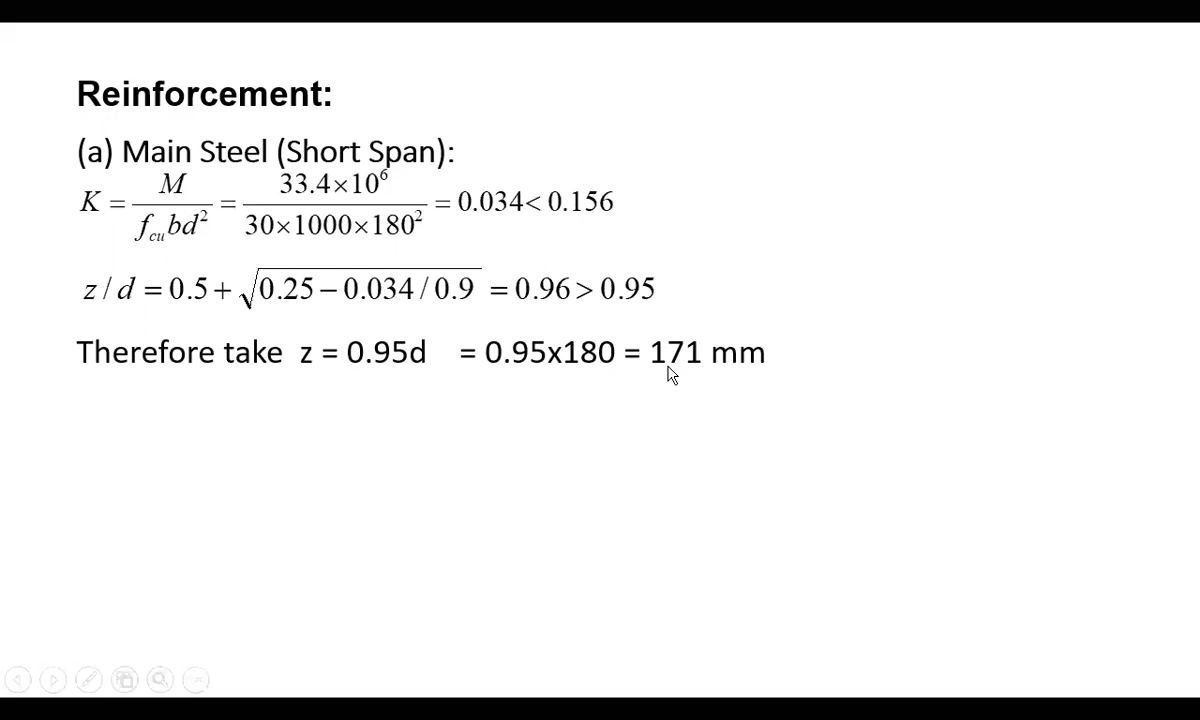 Reinforcement:
(a) Main Steel (Short Span):
K = M / f_cu bd² = 33.4×10⁶ / 30×1000×180² = 0.034 < 0.156
z / d = 0.5 + √(0.25 − 0.034 / 0.9) = 0.96 > 0.95
Therefore take z = 0.95d = 0.95x180 = 171 mm